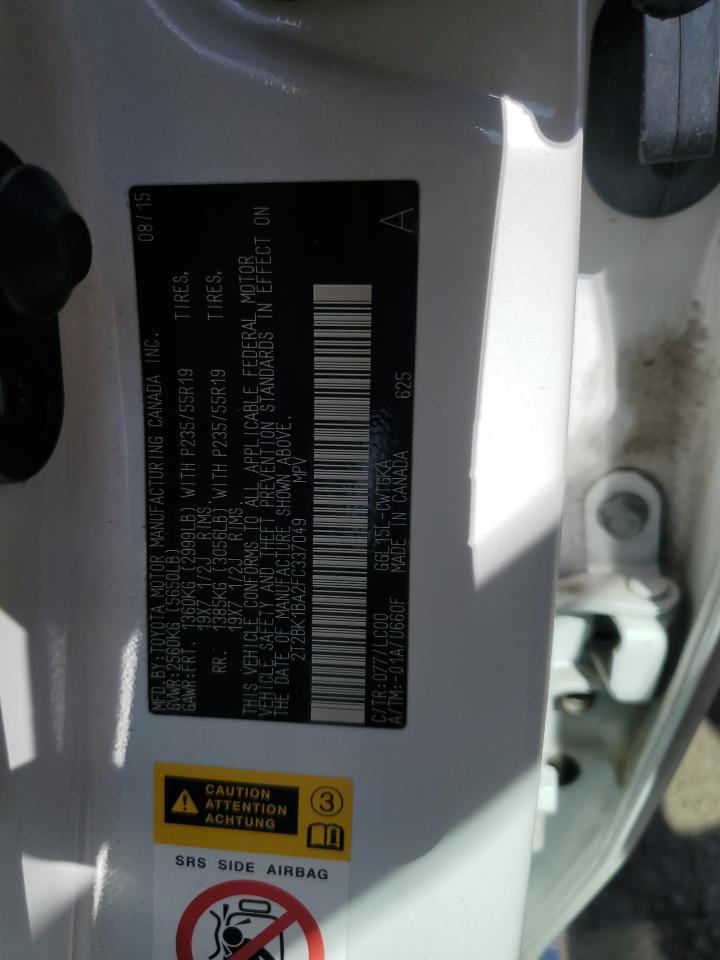 MFD.BY:TOYOTA MOTOR MANUFACTURING CANADA INC. 08/15
GVWR:2560KG (5650LB)
GAWR:FRT. 1360KG (2999LB) WITH P235/55R19 TIRES,
19X7 1/2J RIMS
RR. 1385KG (3056LB) WITH P235/55R19 TIRES,
19X7 1/2J RIMS
THIS VEHICLE CONFORMS TO ALL APPLICABLE FEDERAL MOTOR
VEHICLE SAFETY AND THEFT PREVENTION STANDARDS IN EFFECT ON
THE DATE OF MANUFACTURE SHOWN ABOVE.
2T2BK1BA2FC337049 MPV
C/TR:077/LC00 GGL15L-CWTGKA 625 A
A/TM:-01A/U660F MADE IN CANADA
CAUTION
ATTENTION
ACHTUNG
3
SRS SIDE AIRBAG